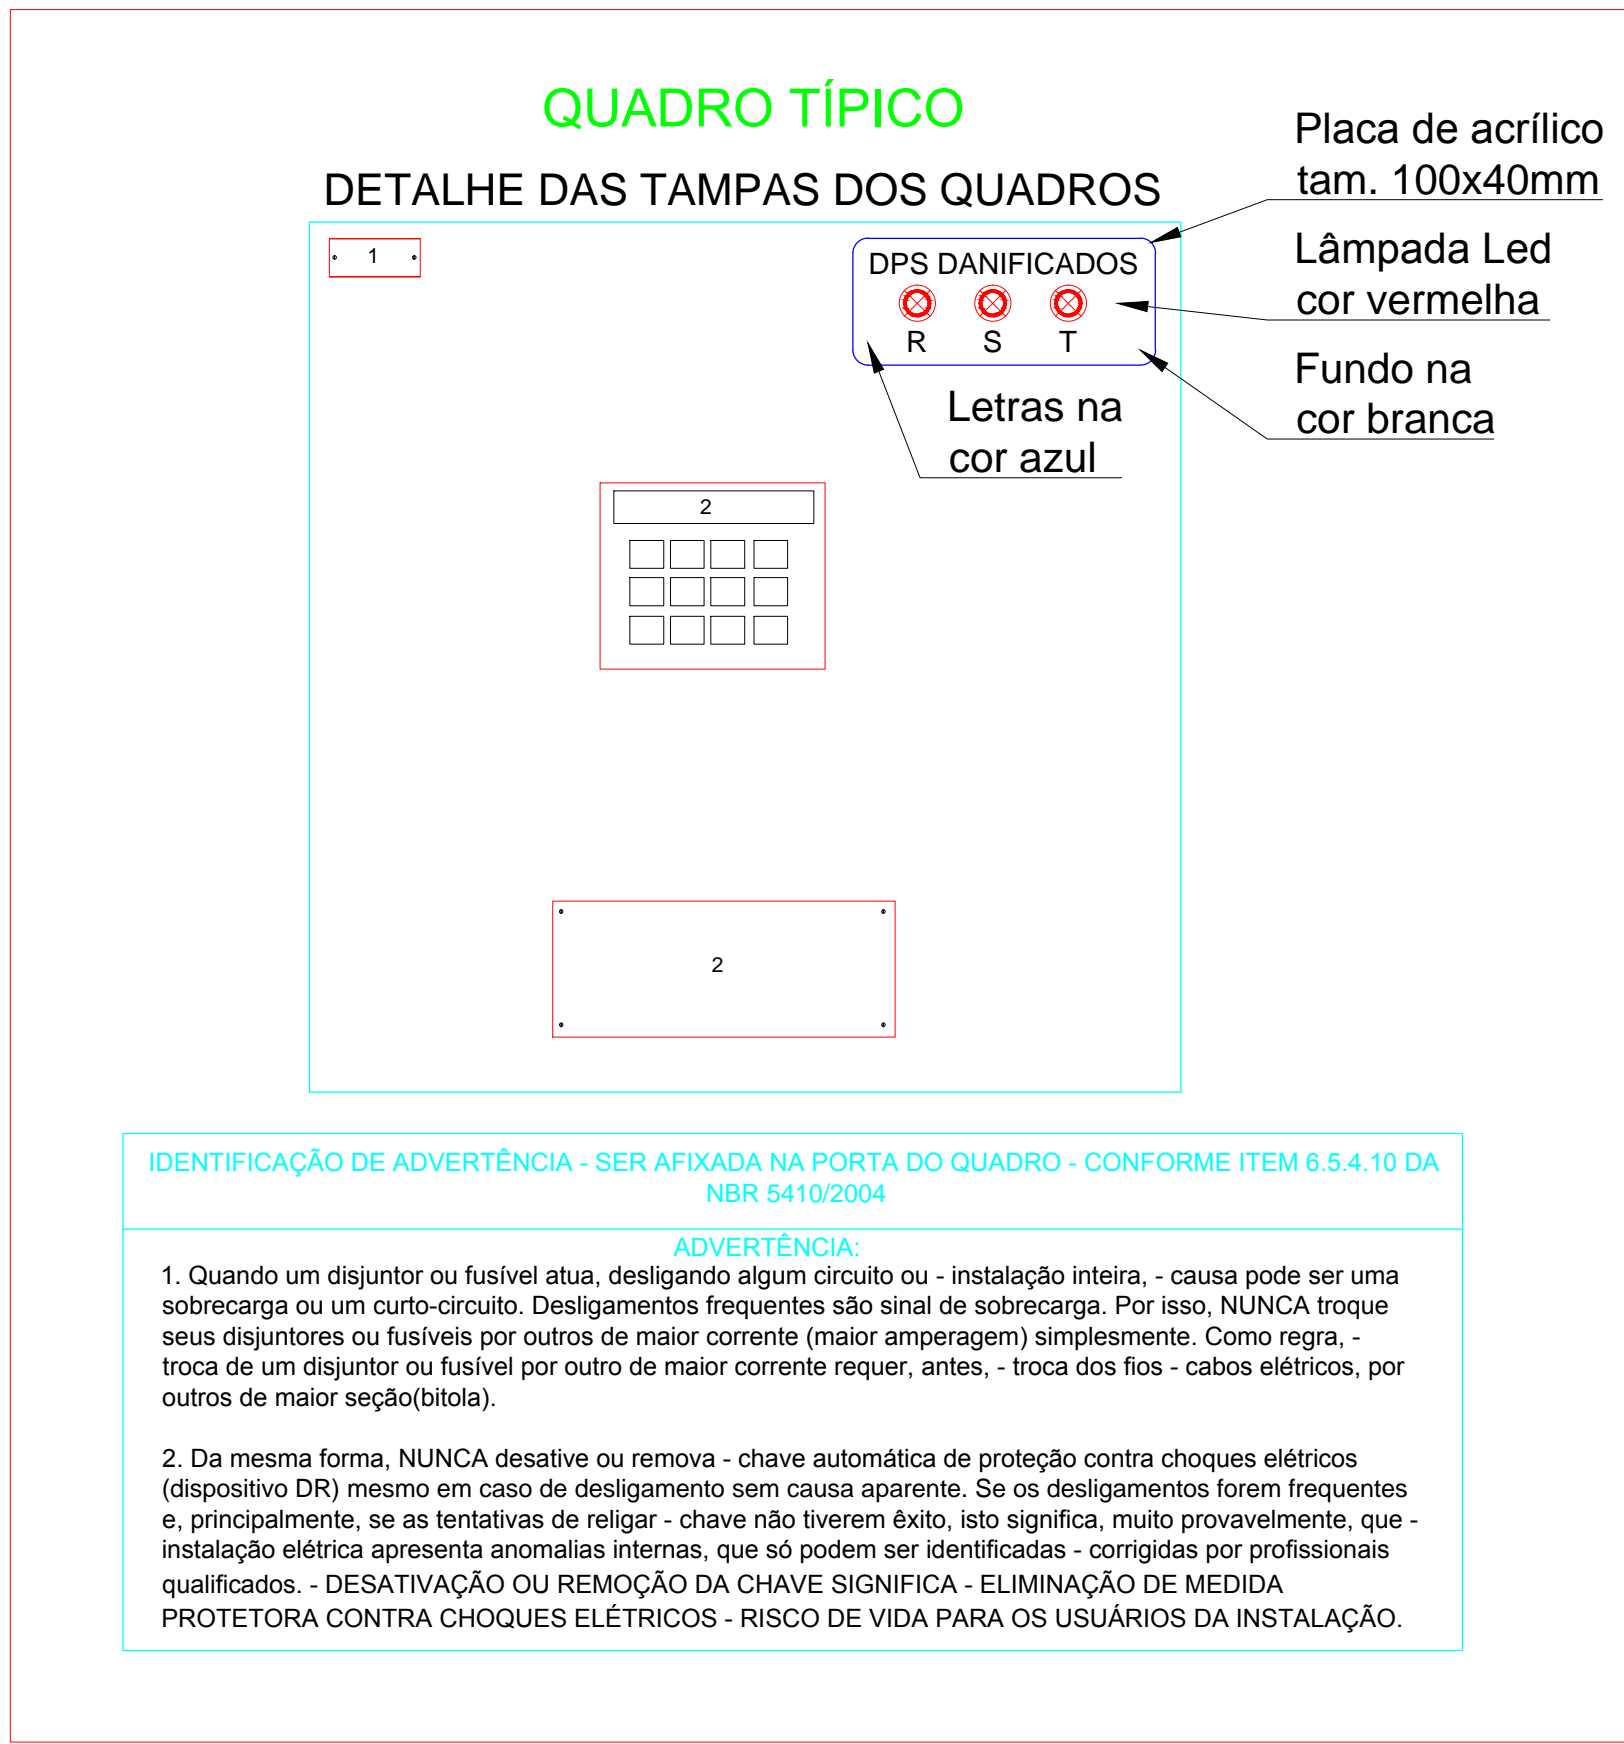 QUADRO TÍPICO
DETALHE DAS TAMPAS DOS QUADROS
Placa de acrílico
tam. 100x40mm
1
DPS DANIFICADOS
R S T
Lâmpada Led
cor vermelha
Fundo na
cor branca
Letras na
cor azul
2
2
IDENTIFICAÇÃO DE ADVERTÊNCIA - SER AFIXADA NA PORTA DO QUADRO - CONFORME ITEM 6.5.4.10 DA
NBR 5410/2004
ADVERTÊNCIA:
1. Quando um disjuntor ou fusível atua, desligando algum circuito ou - instalação inteira, - causa pode ser uma
sobrecarga ou um curto-circuito. Desligamentos frequentes são sinal de sobrecarga. Por isso, NUNCA troque
seus disjuntores ou fusíveis por outros de maior corrente (maior amperagem) simplesmente. Como regra, -
troca de um disjuntor ou fusível por outro de maior corrente requer, antes, - troca dos fios - cabos elétricos, por
outros de maior seção(bitola).
2. Da mesma forma, NUNCA desative ou remova - chave automática de proteção contra choques elétricos
(dispositivo DR) mesmo em caso de desligamento sem causa aparente. Se os desligamentos forem frequentes
e, principalmente, se as tentativas de religar - chave não tiverem êxito, isto significa, muito provavelmente, que -
instalação elétrica apresenta anomalias internas, que só podem ser identificadas - corrigidas por profissionais
qualificados. - DESATIVAÇÃO OU REMOÇÃO DA CHAVE SIGNIFICA - ELIMINAÇÃO DE MEDIDA
PROTETORA CONTRA CHOQUES ELÉTRICOS - RISCO DE VIDA PARA OS USUÁRIOS DA INSTALAÇÃO.